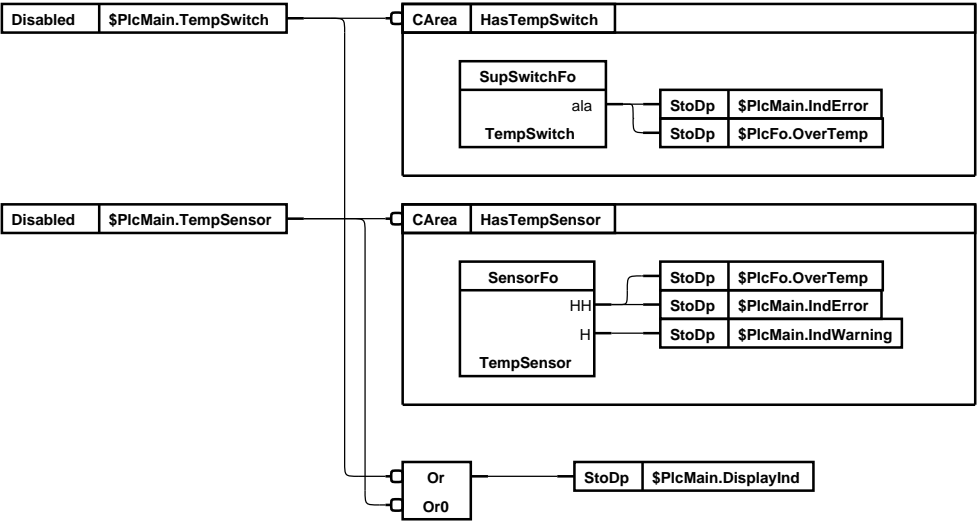 Disabled $PlcMain.TempSwitch CArea HasTempSwitch
SupSwitchFo
ala StoDp $PlcMain.IndError
TempSwitch StoDp $PlcFo.OverTemp
Disabled $PlcMain.TempSensor CArea HasTempSensor
SensorFo StoDp $PlcFo.OverTemp
HH StoDp $PlcMain.IndError
H StoDp $PlcMain.IndWarning
TempSensor
Or StoDp $PlcMain.DisplayInd
Or0